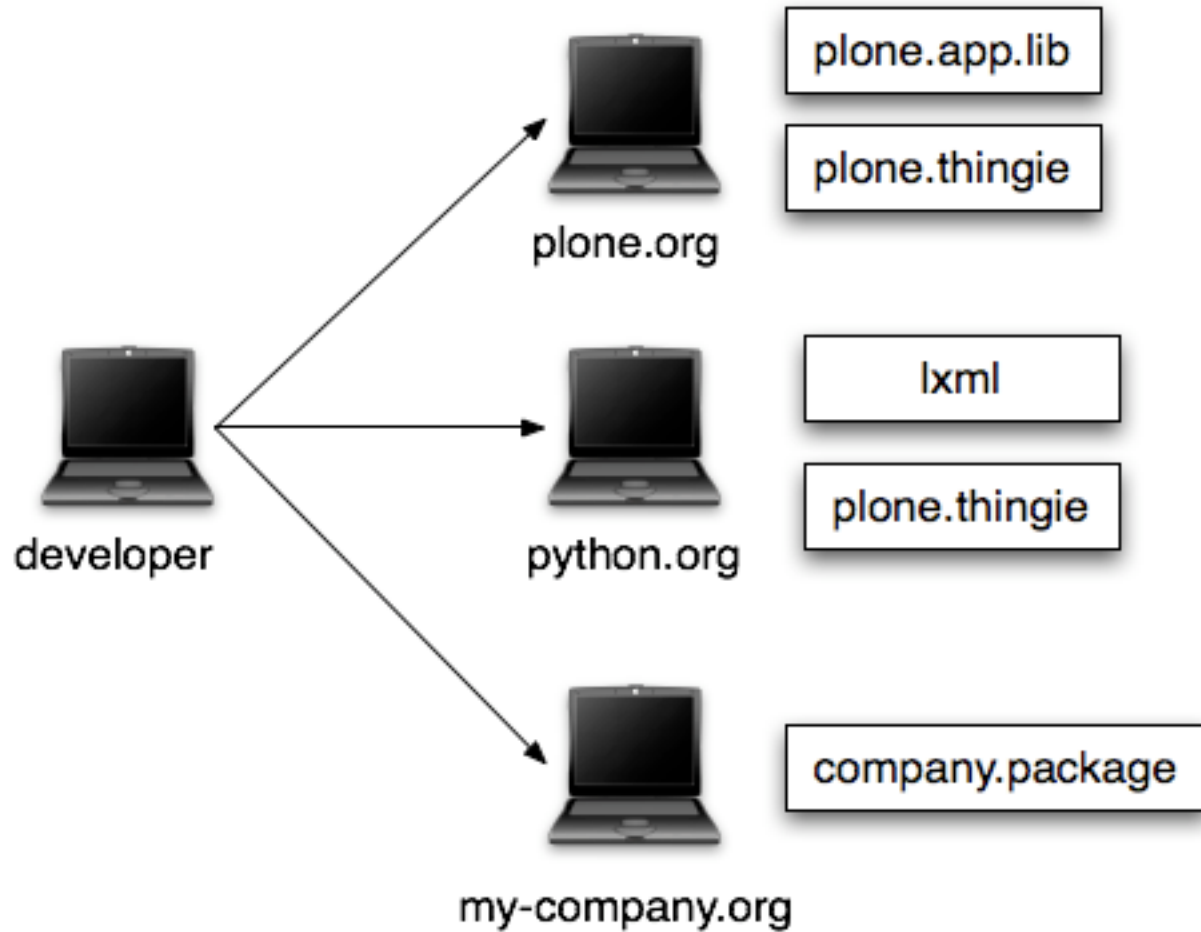 plone.app.lib
plone.thingie
plone.org
lxml
plone.thingie
developer
python.org
company.package
my-company.org